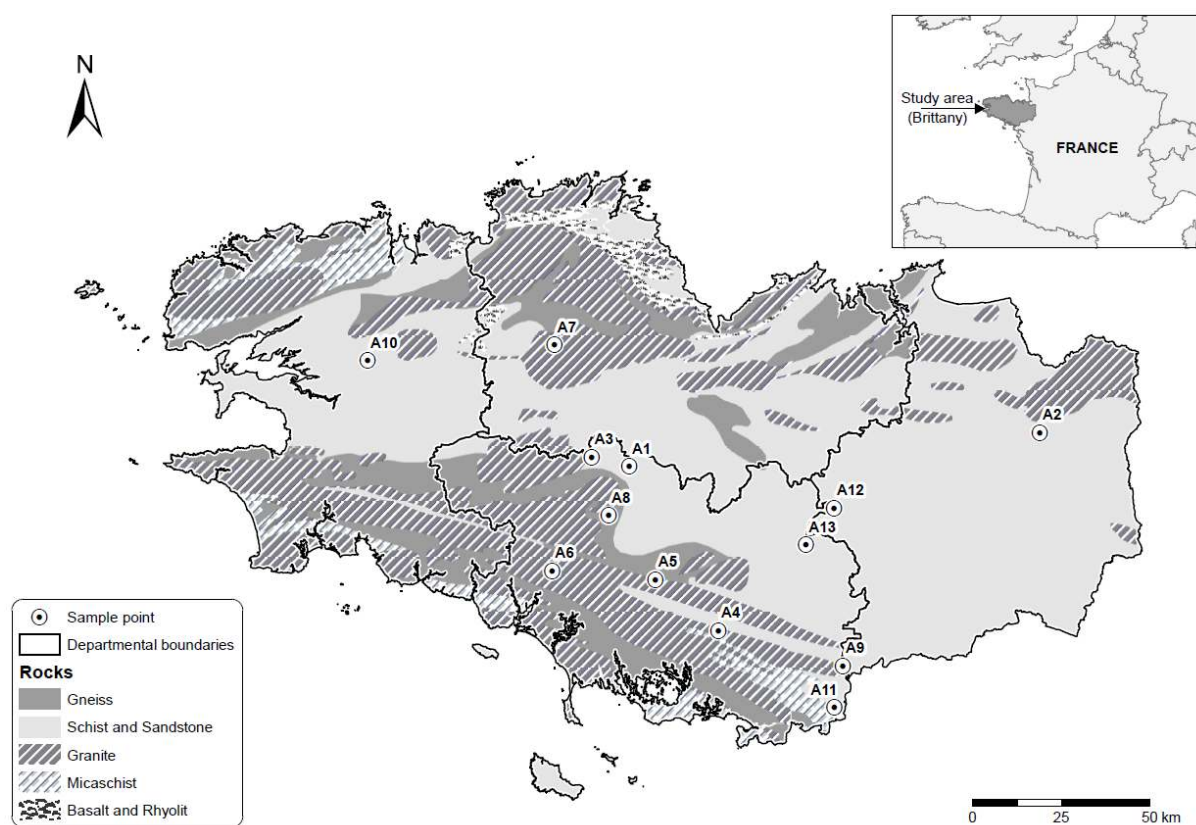 N
Study area
(Brittany)
FRANCE
A7
A10
A2
A3
A1
A12
A8
A13
A6
A5
A4
A9
A11
Sample point
Departmental boundaries
Rocks
Gneiss
Schist and Sandstone
Granite
Micaschist
Basalt and Rhyolit
0 25 50 km